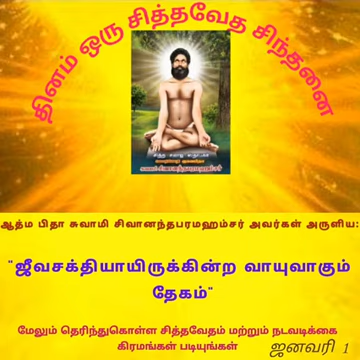 தினம் ஒரு சித்தவேத சிந்தனை
ஆத்ம பிதா சுவாமி சிவானந்தபரமஹம்சர் அவர்கள் அருளிய:
"ஜீவசக்தியாயிருக்கின்ற வாயுவாகும்
தேகம்"
மேலும் தெரிந்துகொள்ள சித்தவேதம் மற்றும் நடவடிக்கை
கிரமங்கள் படியுங்கள்
ஜனவரி 1